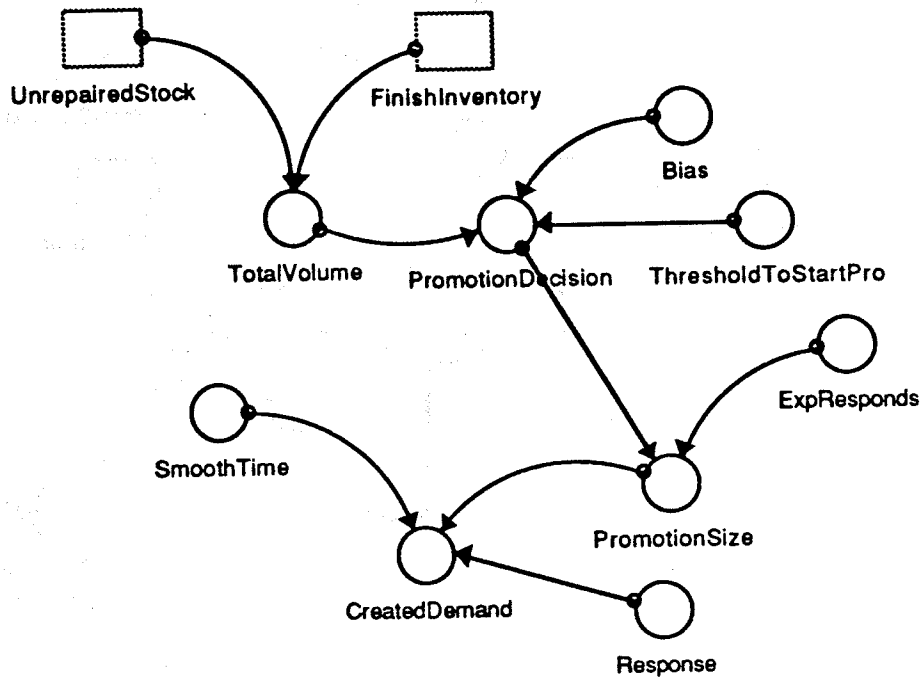 UnrepairedStock
FinishInventory
Bias
TotalVolume
PromotionDecision
ThresholdToStartPro
ExpResponds
SmoothTime
PromotionSize
CreatedDemand
Response